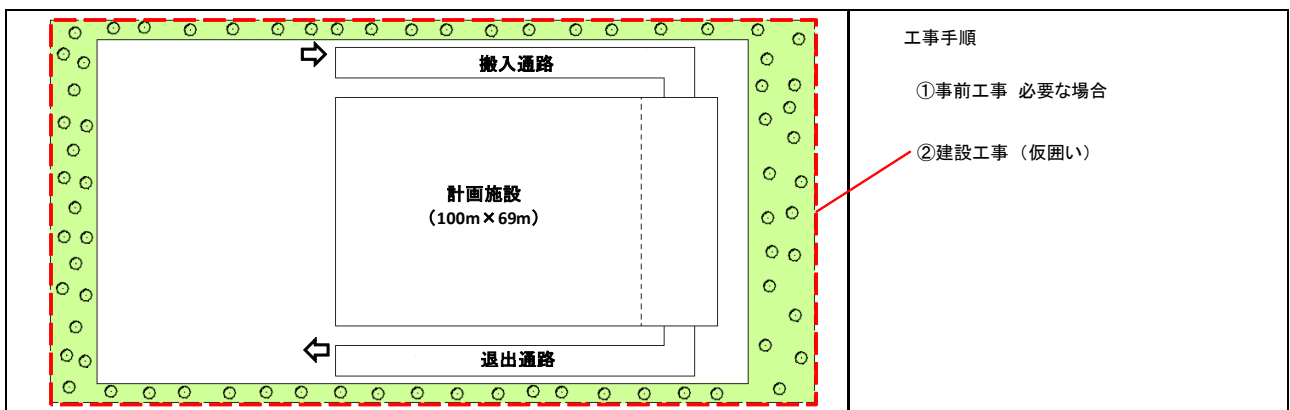 搬入通路
計画施設
（100m×69m）
退出通路
工事手順
①事前工事 必要な場合
②建設工事（仮囲い）